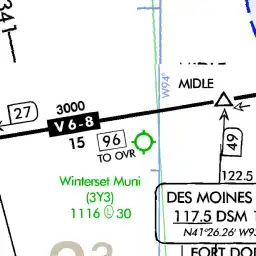 341
MIDLE
W94°
27
3000
V6-8
15
96
TO OVR
49
Winterset Muni
(3Y3)
1116 Ⓛ 30
122.5
DES MOINES
117.5 DSM
N41°26.26' W9
FORT DO